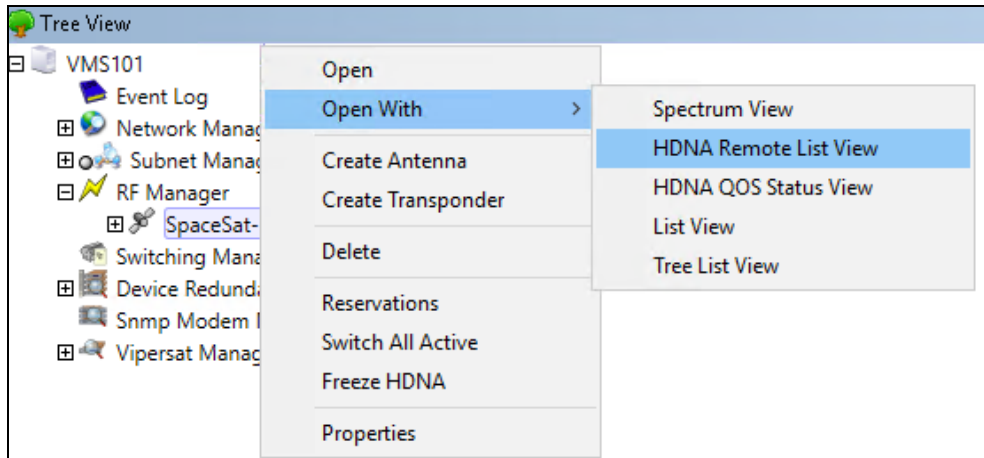 Tree View
VMS101
Event Log
Network Manag
Subnet Manag
RF Manager
SpaceSat-
Switching Mana
Device Redunda
Snmp Modem
Vipersat Manag
Open
Open With
Create Antenna
Create Transponder
Delete
Reservations
Switch All Active
Freeze HDNA
Properties
Spectrum View
HDNA Remote List View
HDNA QOS Status View
List View
Tree List View